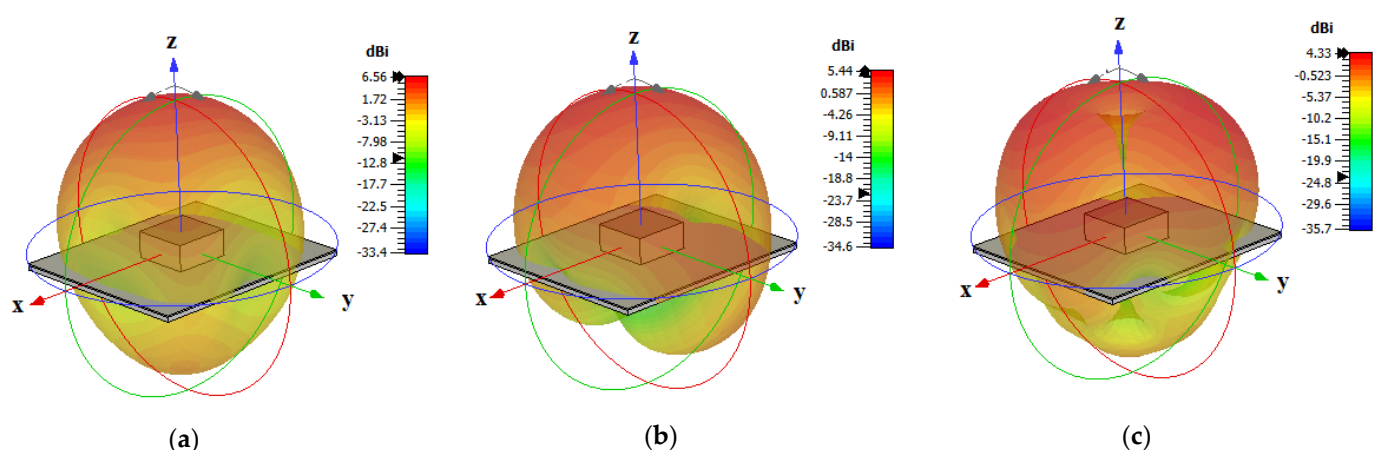 z
dBi
6.56
1.72
-3.13
-7.98
-12.8
-17.7
-22.5
-27.4
-33.4
x
y
(a)
z
dBi
5.44
0.587
-4.26
-9.11
-14
-18.8
-23.7
-28.5
-34.6
x
y
(b)
z
dBi
4.33
-0.523
-5.37
-10.2
-15.1
-19.9
-24.8
-29.6
-35.7
x
y
(c)